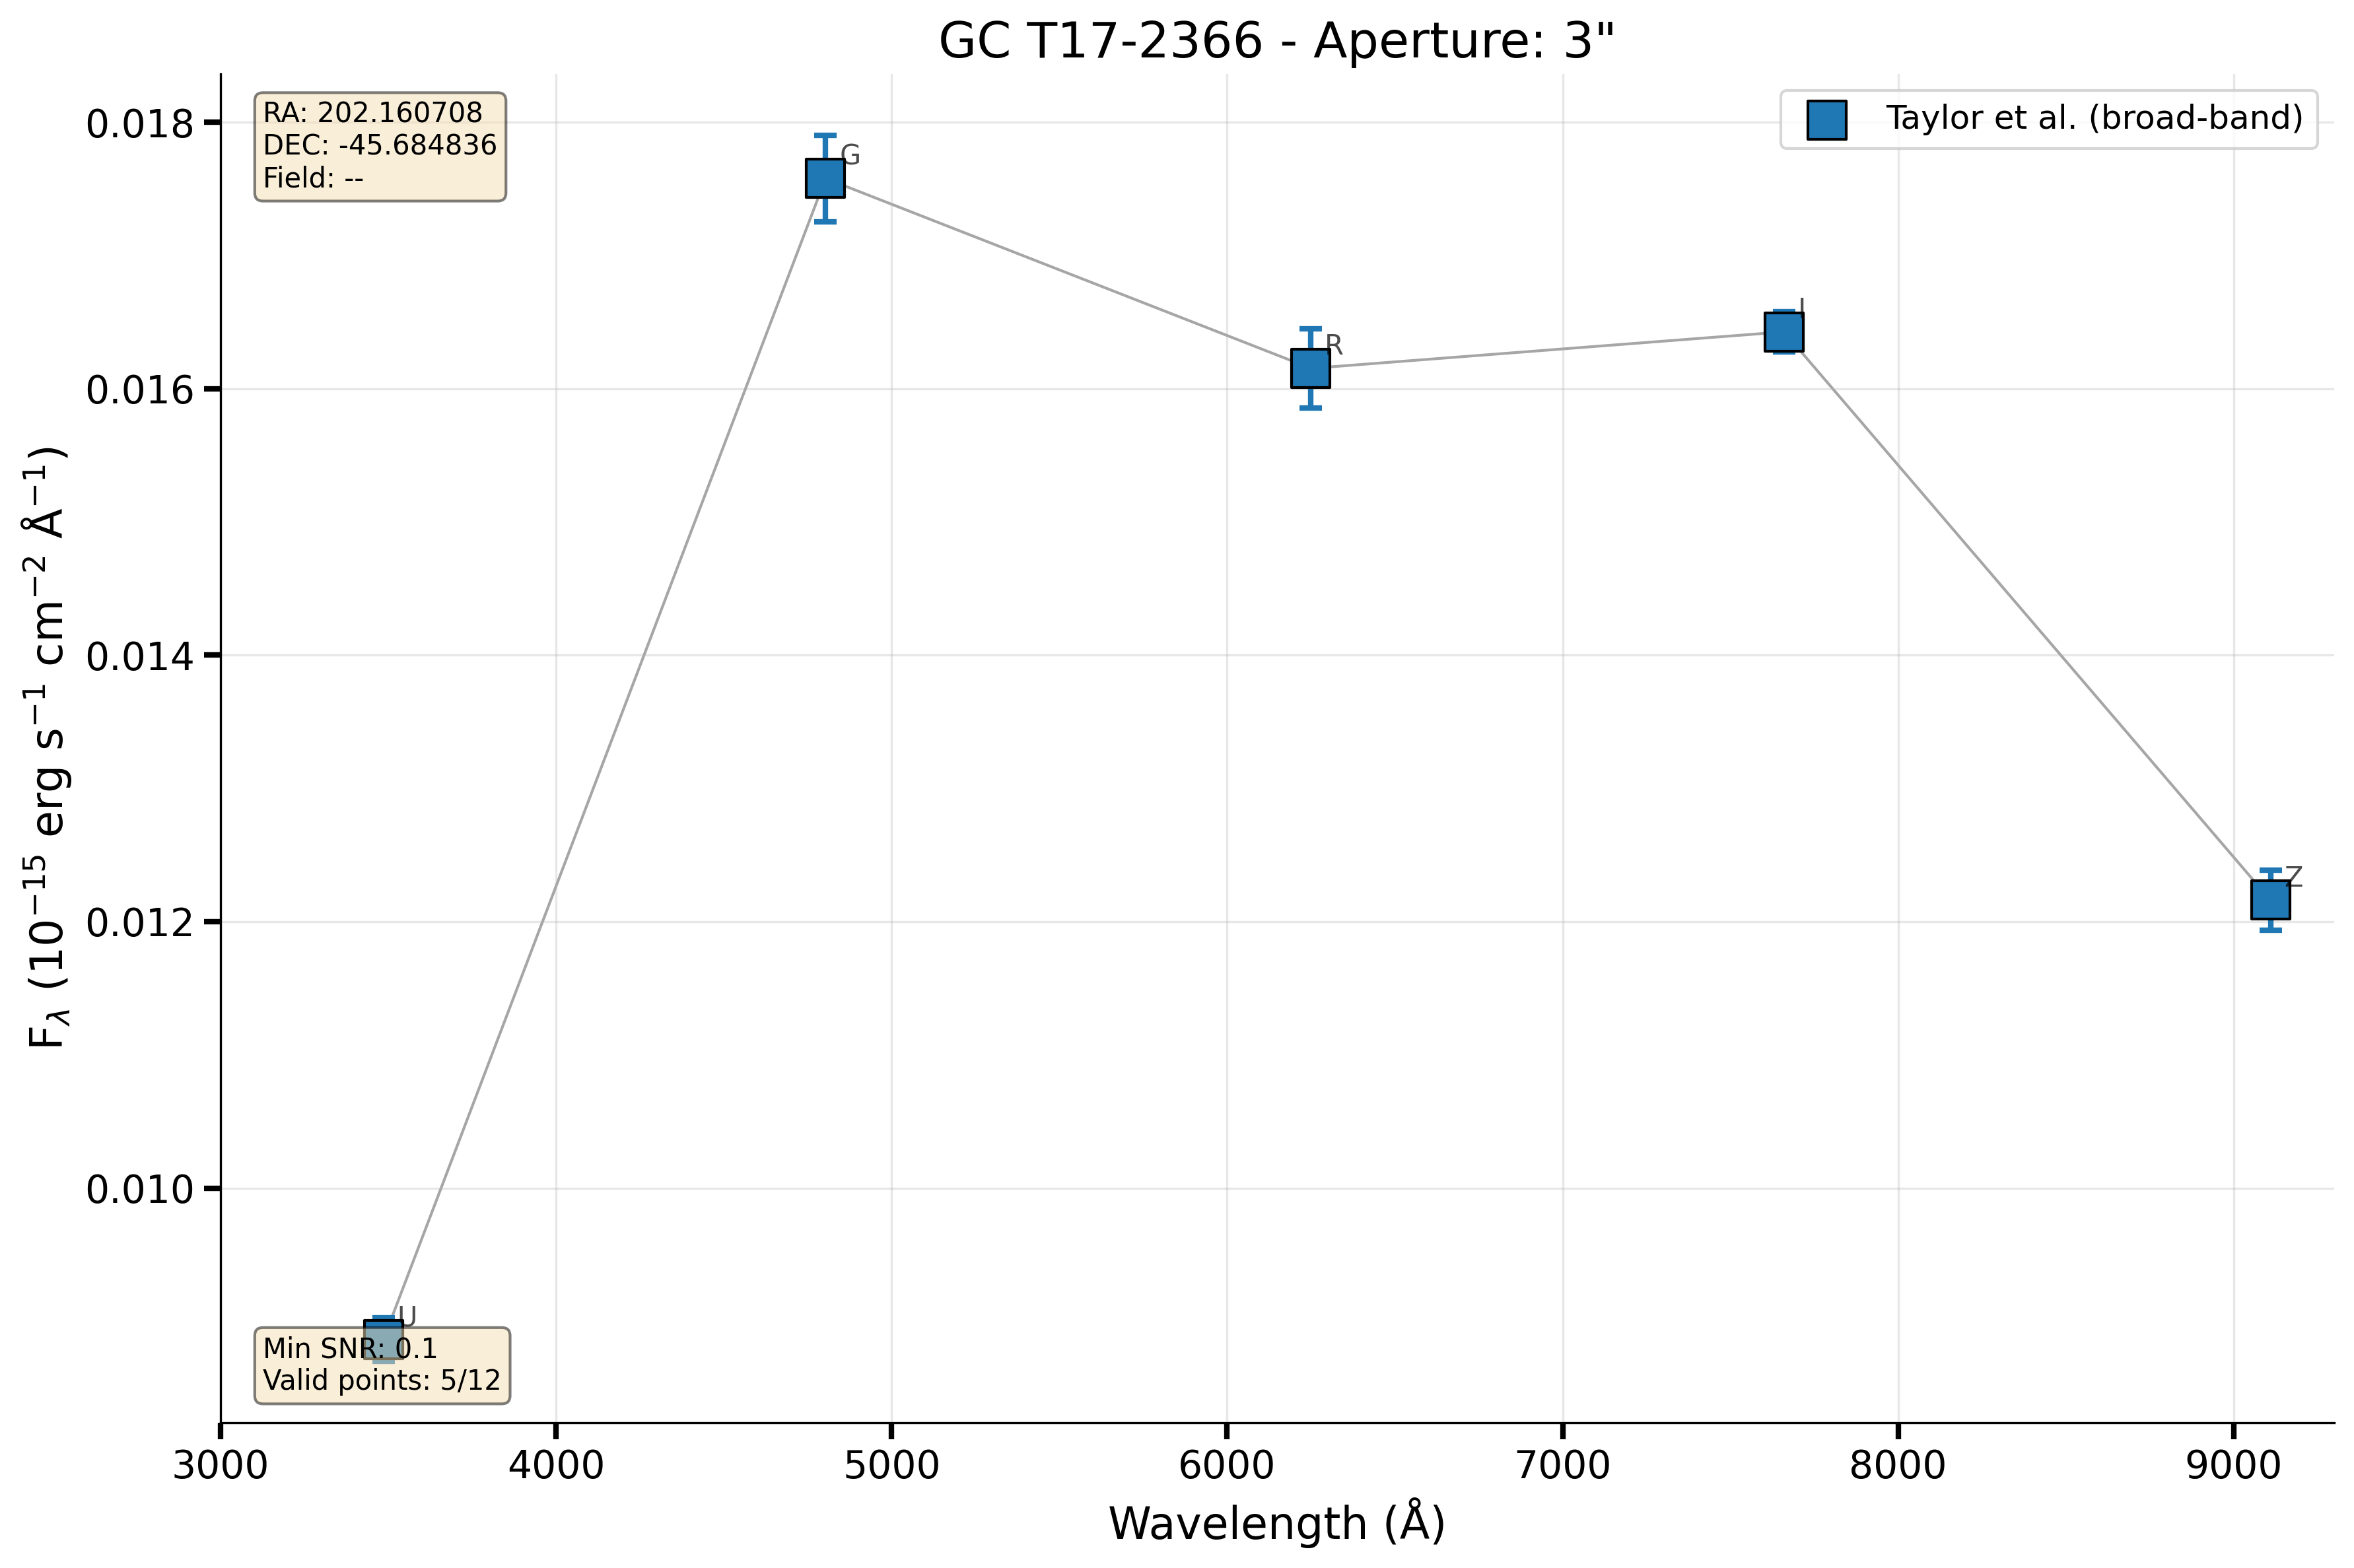 GC T17-2366 - Aperture: 3"
RA: 202.160708
DEC: -45.684836
Field: --
Taylor et al. (broad-band)
G
R
I
Z
U
Min SNR: 0.1
Valid points: 5/12
0.018
0.016
0.014
0.012
0.010
F_λ (10⁻¹⁵ erg s⁻¹ cm⁻² Å⁻¹)
3000 4000 5000 6000 7000 8000 9000
Wavelength (Å)